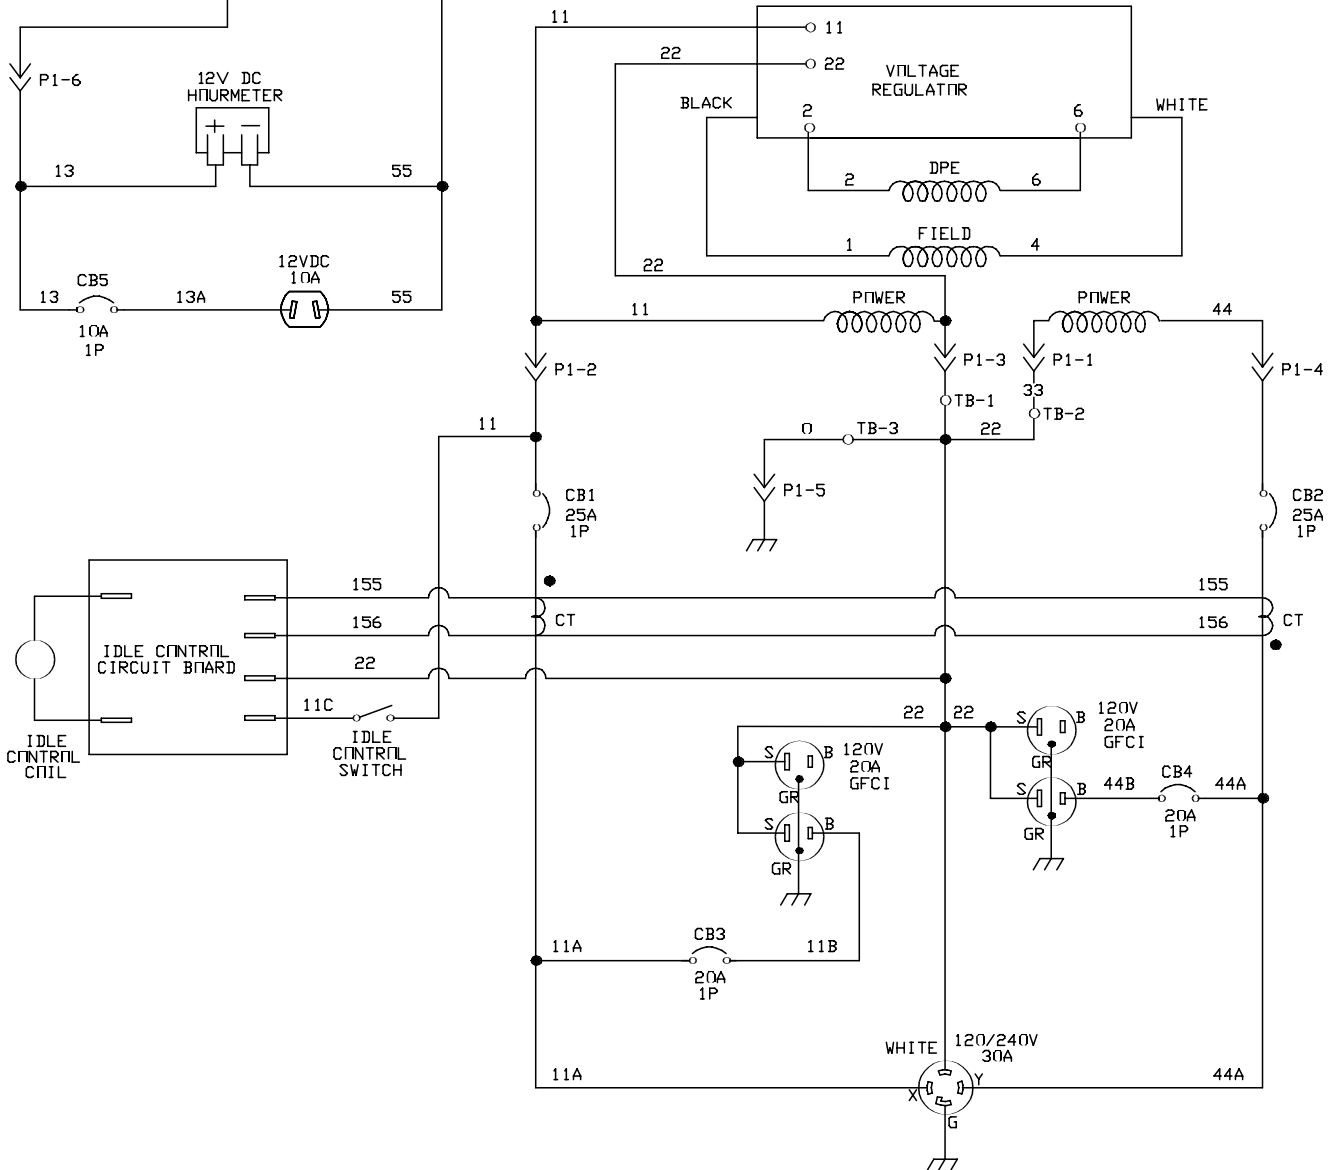 11
11
22
22
VOLTAGE
REGULATOR
P1-6
12V DC
HOURMETER
+ −
BLACK
WHITE
2
6
13
55
DPE
2
6
FIELD
1
4
22
12VDC
10A
CB5
13
13A
55
10A
1P
POWER
POWER
11
44
P1-2
P1-3
P1-1
P1-4
33
TB-1
TB-2
11
0
TB-3
22
P1-5
CB1
25A
1P
CB2
25A
1P
155
155
CT
CT
156
156
IDLE CONTROL
CIRCUIT BOARD
22
11C
IDLE
CONTROL
COIL
IDLE
CONTROL
SWITCH
22
22
S
B
120V
20A
GFCI
GR
S
B
120V
20A
GFCI
GR
S
B
44B
CB4
44A
20A
1P
GR
S
B
GR
CB3
11A
11B
20A
1P
WHITE
120/240V
30A
11A
X
Y
44A
G